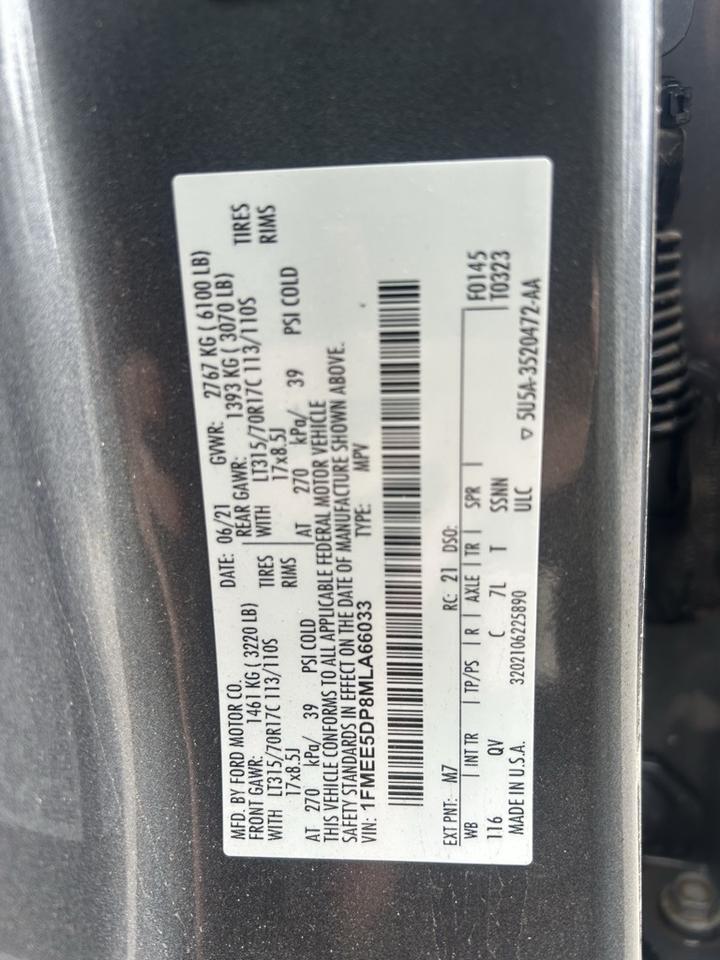 MFD. BY FORD MOTOR CO.
DATE: 06/21 GVWR: 2767 KG ( 6100 LB)
FRONT GAWR: 1461 KG ( 3220 LB) REAR GAWR: 1393 KG ( 3070 LB)
WITH LT315/70R17C 113/110S TIRES WITH LT315/70R17C 113/110S TIRES
17x8.5J RIMS 17x8.5J RIMS
AT 270 kPa/ 39 PSI COLD AT 270 kPa/ 39 PSI COLD
THIS VEHICLE CONFORMS TO ALL APPLICABLE FEDERAL MOTOR VEHICLE
SAFETY STANDARDS IN EFFECT ON THE DATE OF MANUFACTURE SHOWN ABOVE.
VIN: 1FMEE5DP8MLA66033 TYPE: MPV
EXT PNT: M7 RC: 21 DSO: F0145
WB INT TR TP/PS R AXLE TR SPR T0323
116 QV C 7L T SSNN
MADE IN U.S.A. 3202106225890 ULC ▽ 5U5A-3520472-AA